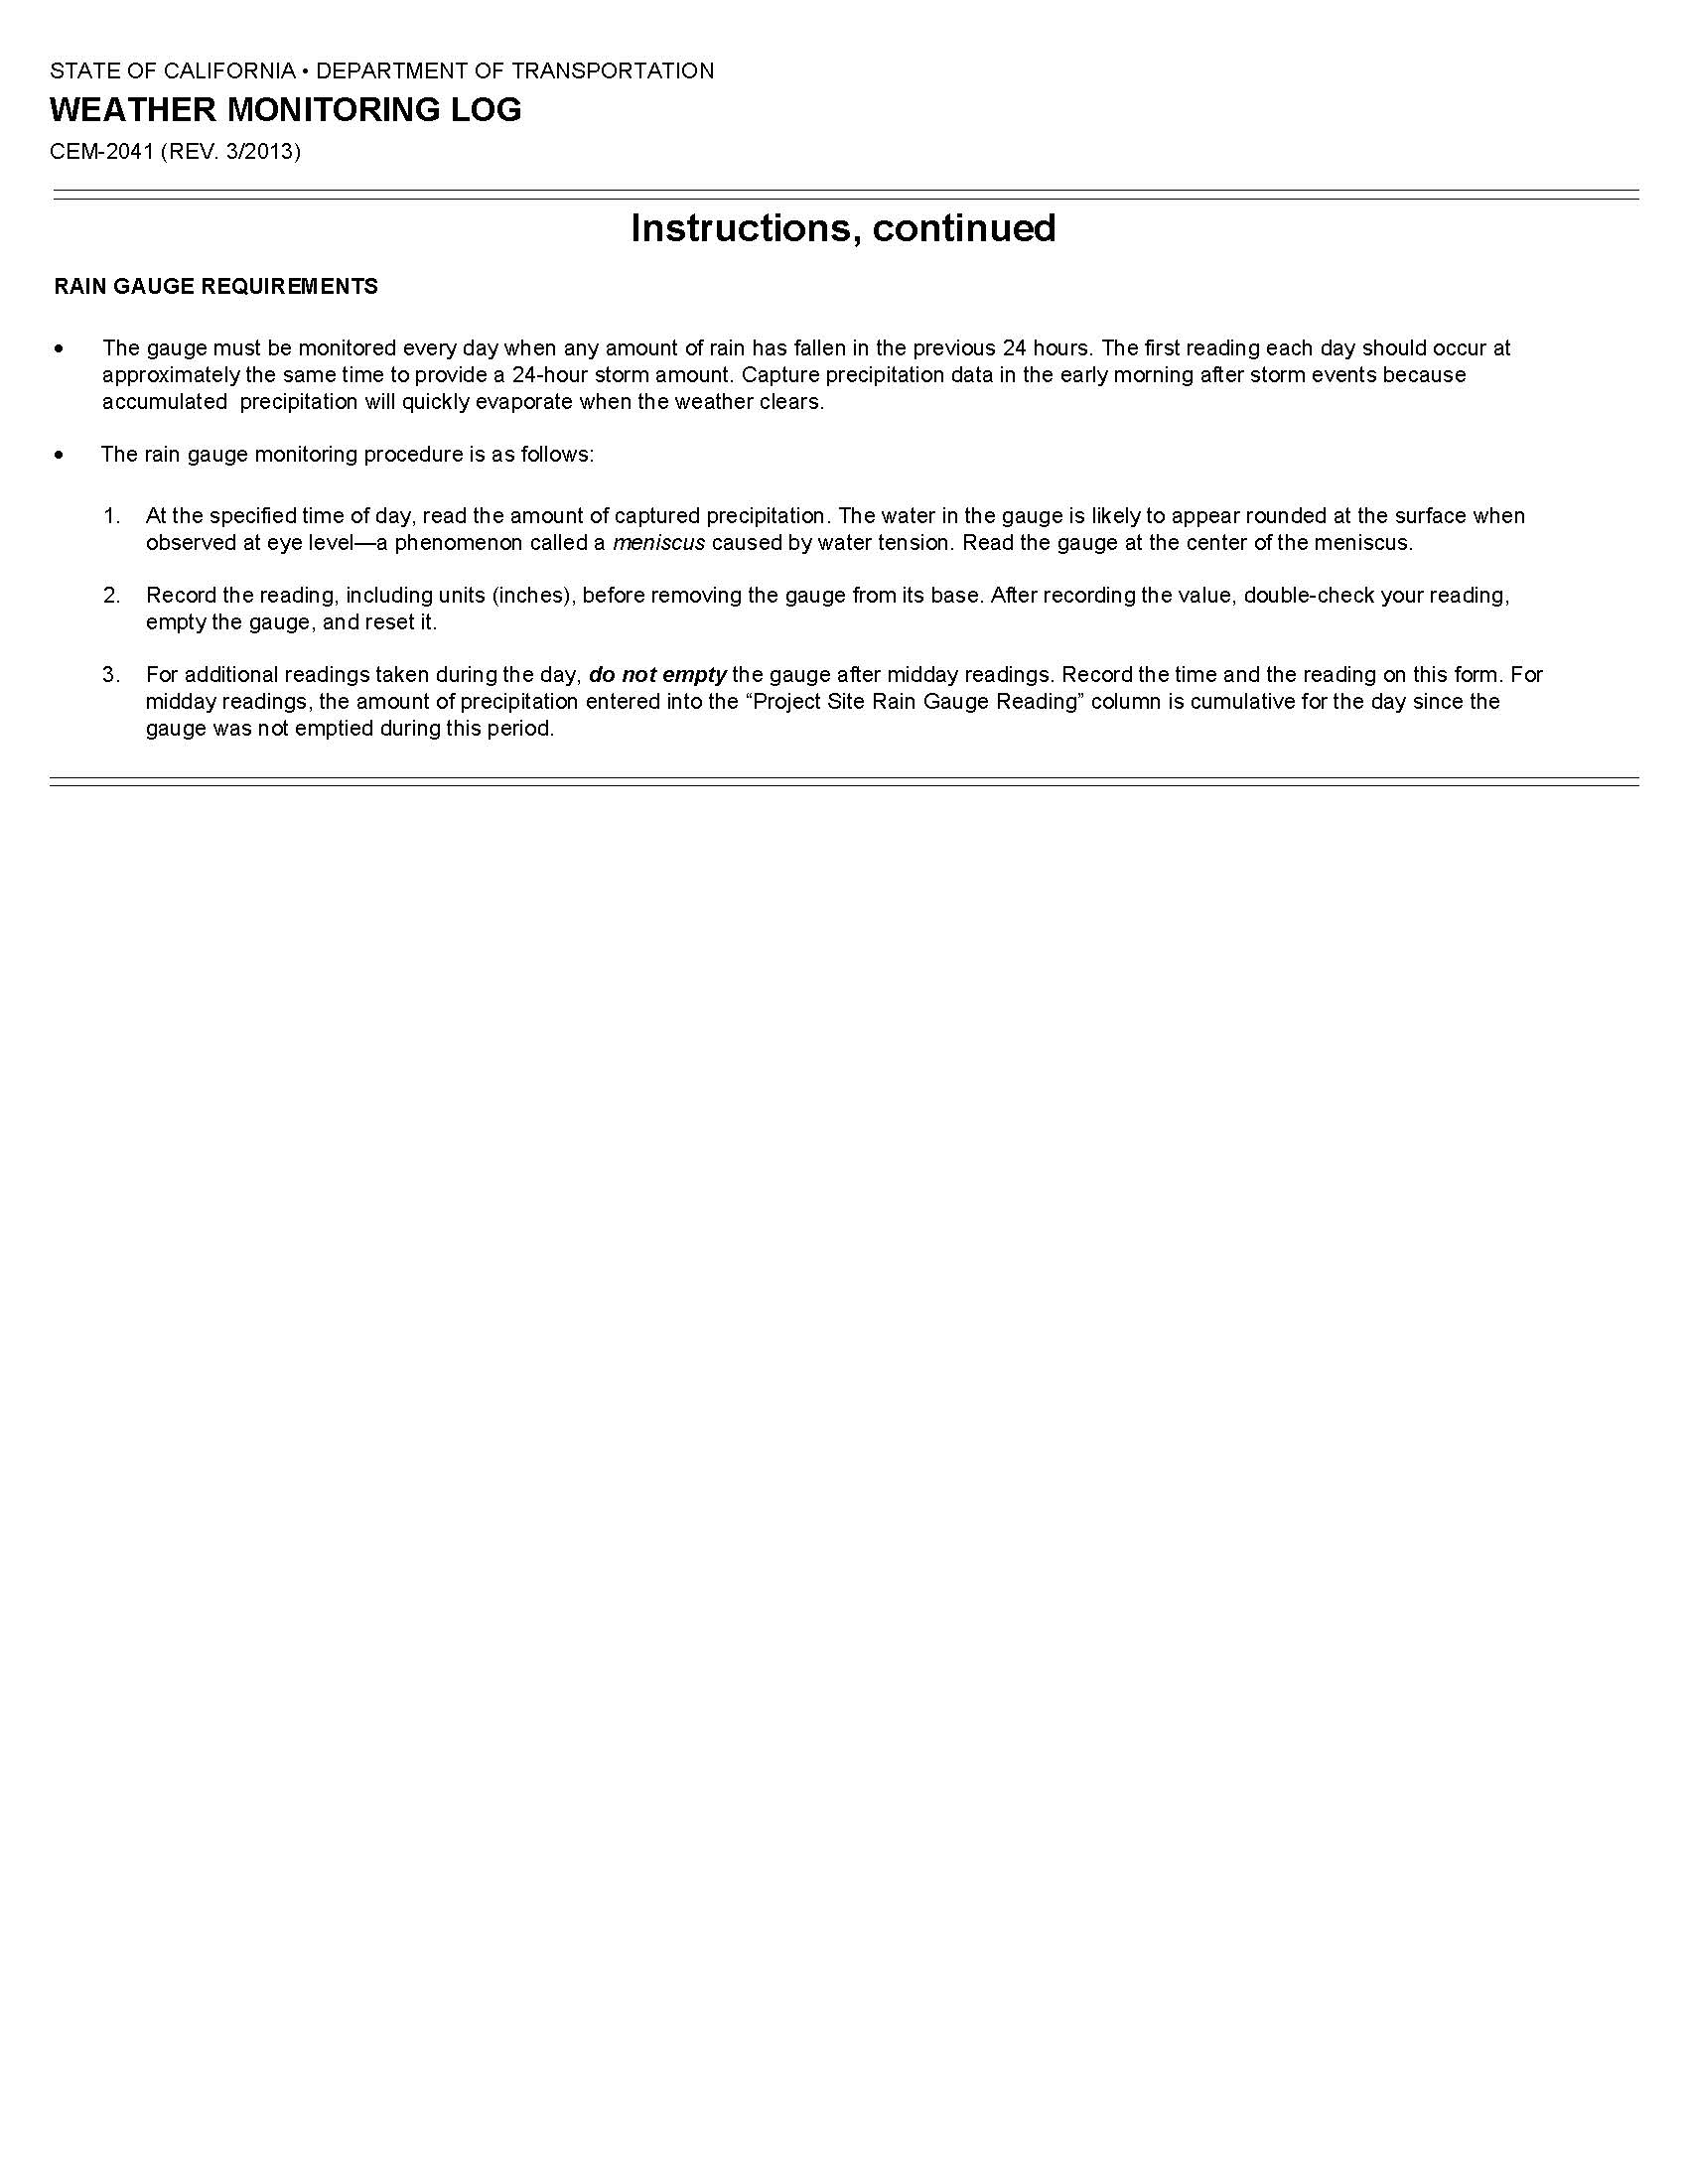 STATE OF CALIFORNIA • DEPARTMENT OF TRANSPORTATION
WEATHER MONITORING LOG
CEM-2041 (REV. 3/2013)
Instructions, continued
RAIN GAUGE REQUIREMENTS
• The gauge must be monitored every day when any amount of rain has fallen in the previous 24 hours. The first reading each day should occur at
approximately the same time to provide a 24-hour storm amount. Capture precipitation data in the early morning after storm events because
accumulated  precipitation will quickly evaporate when the weather clears.
• The rain gauge monitoring procedure is as follows:
1. At the specified time of day, read the amount of captured precipitation. The water in the gauge is likely to appear rounded at the surface when
observed at eye level—a phenomenon called a meniscus caused by water tension. Read the gauge at the center of the meniscus.
2. Record the reading, including units (inches), before removing the gauge from its base. After recording the value, double-check your reading,
empty the gauge, and reset it.
3. For additional readings taken during the day, do not empty the gauge after midday readings. Record the time and the reading on this form. For
midday readings, the amount of precipitation entered into the “Project Site Rain Gauge Reading” column is cumulative for the day since the
gauge was not emptied during this period.